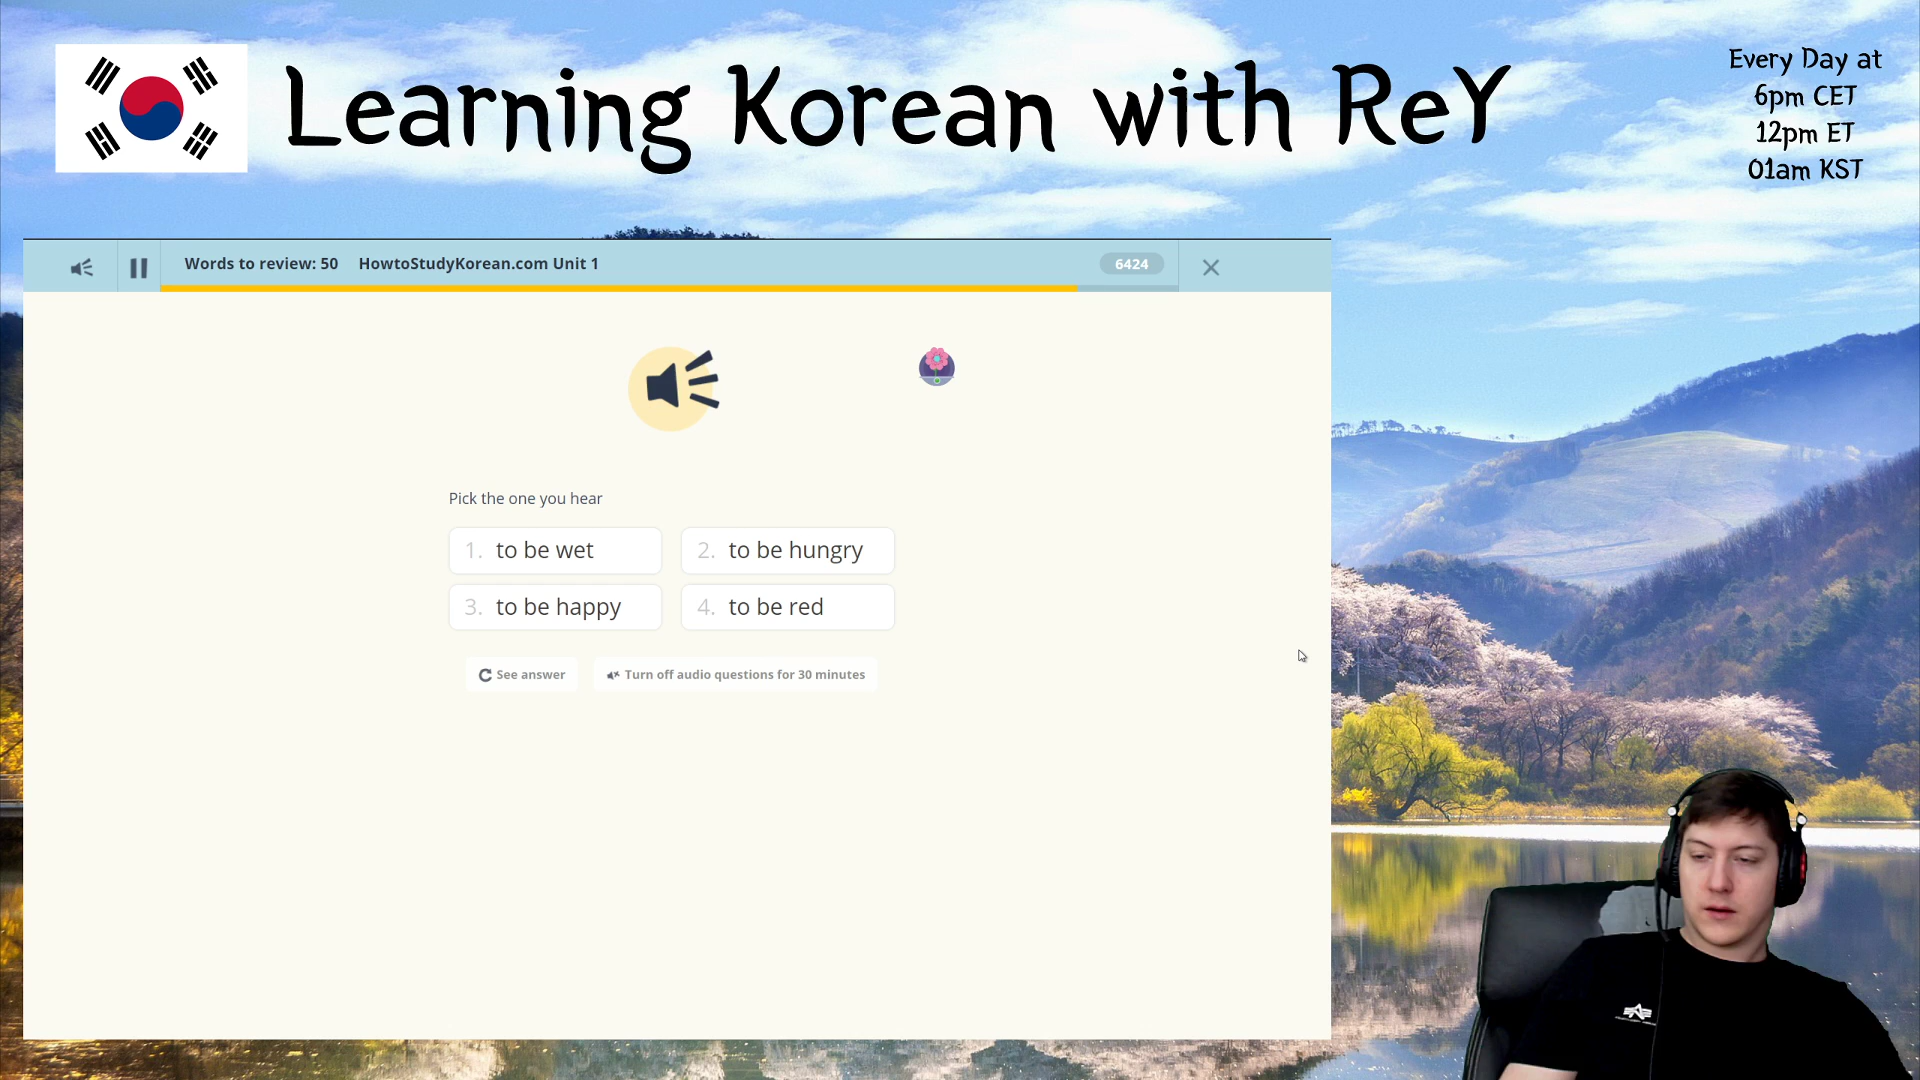 Learning Korean with ReY
Every Day at
6pm CET
12pm ET
01am KST
Words to review: 50 HowtoStudyKorean.com Unit 1
6424
Pick the one you hear
1. to be wet
2. to be hungry
3. to be happy
4. to be red
See answer
Turn off audio questions for 30 minutes